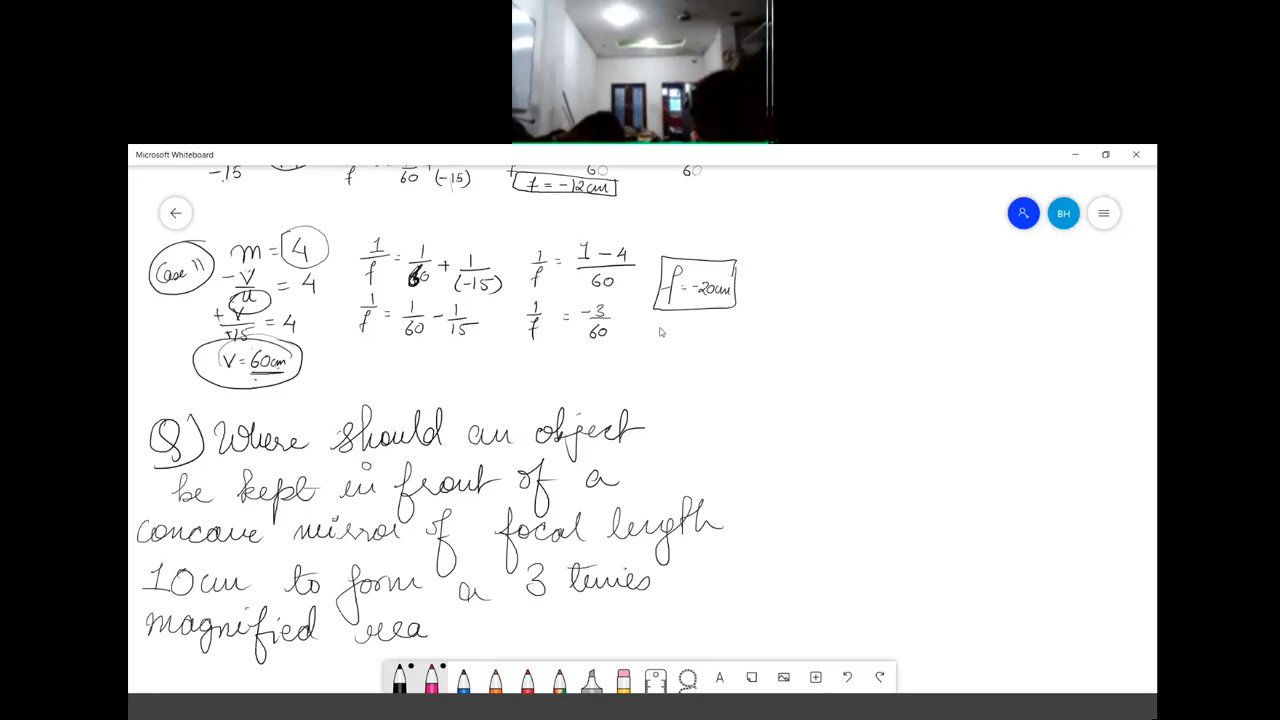 Microsoft Whiteboard
-15 f 60 (-15) f 60 60
f = -12cm
BH
Case II m = 4 1/f = 1/60 + 1/(-15) 1/f = 1-4/60 f = -20cm
-v/u = 4 1/f = 1/60 - 1/15 1/f = -3/60
+v/+15 = 4
v = 60cm
Q) Where should an object
be kept in front of a
concave mirror of focal length
10cm to form a 3 times
magnified rea
A